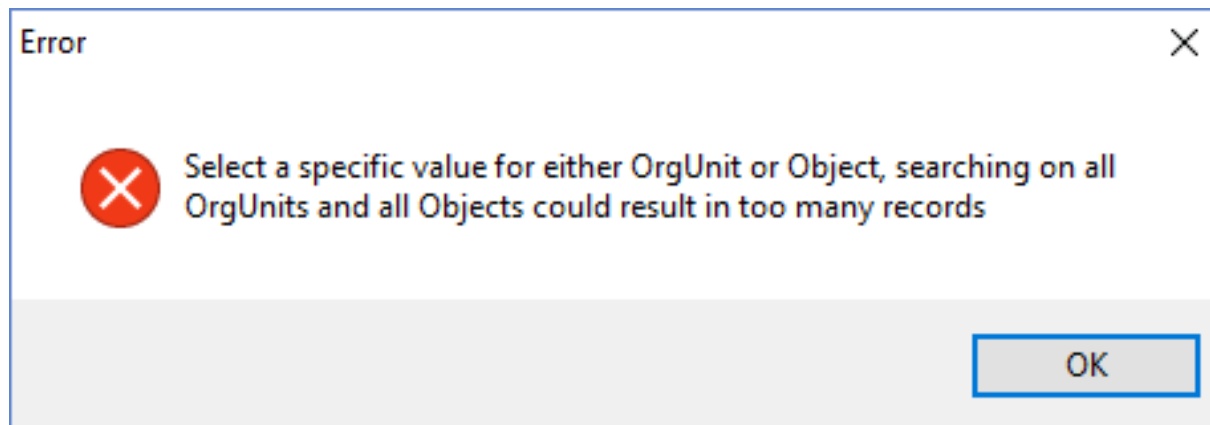 Error
Select a specific value for either OrgUnit or Object, searching on all
OrgUnits and all Objects could result in too many records
OK